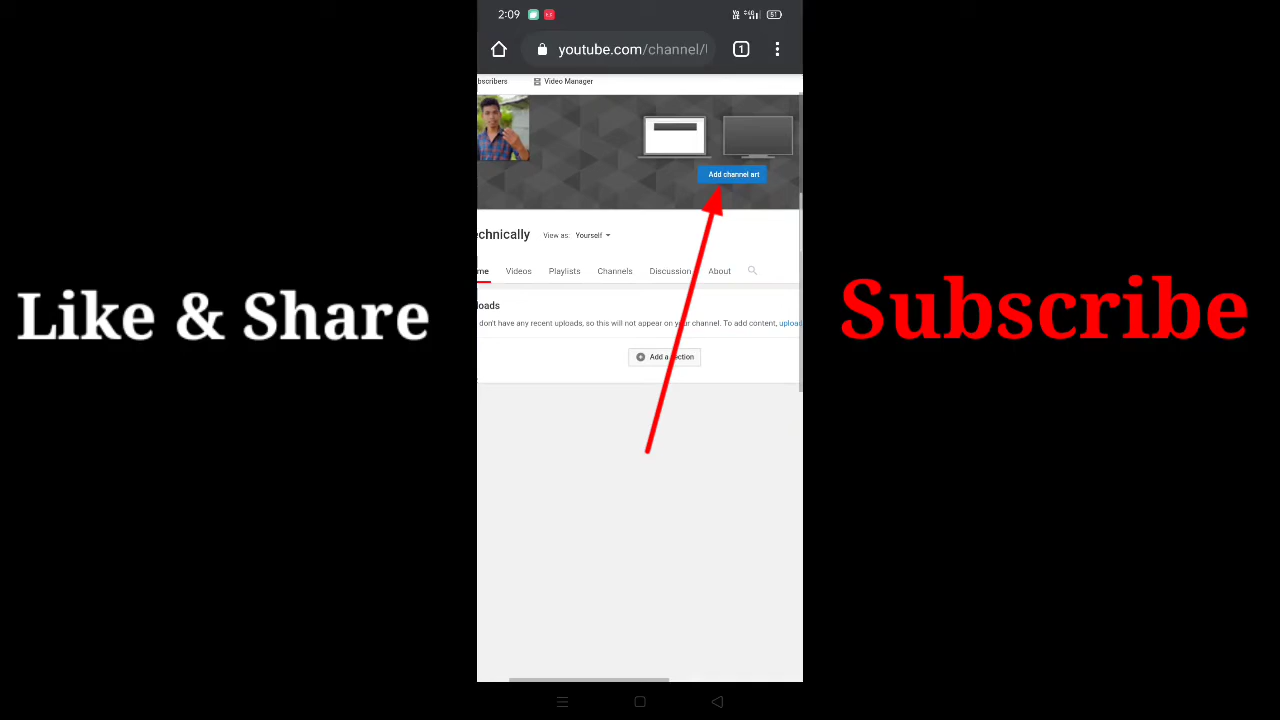 2:09
57
youtube.com/channel/
1
bscribers Video Manager
Add channel art
echnically View as: Yourself
me Videos Playlists Channels Discussion About
loads
don't have any recent uploads, so this will not appear on your channel. To add content, upload
Add a section
Like & Share
Subscribe